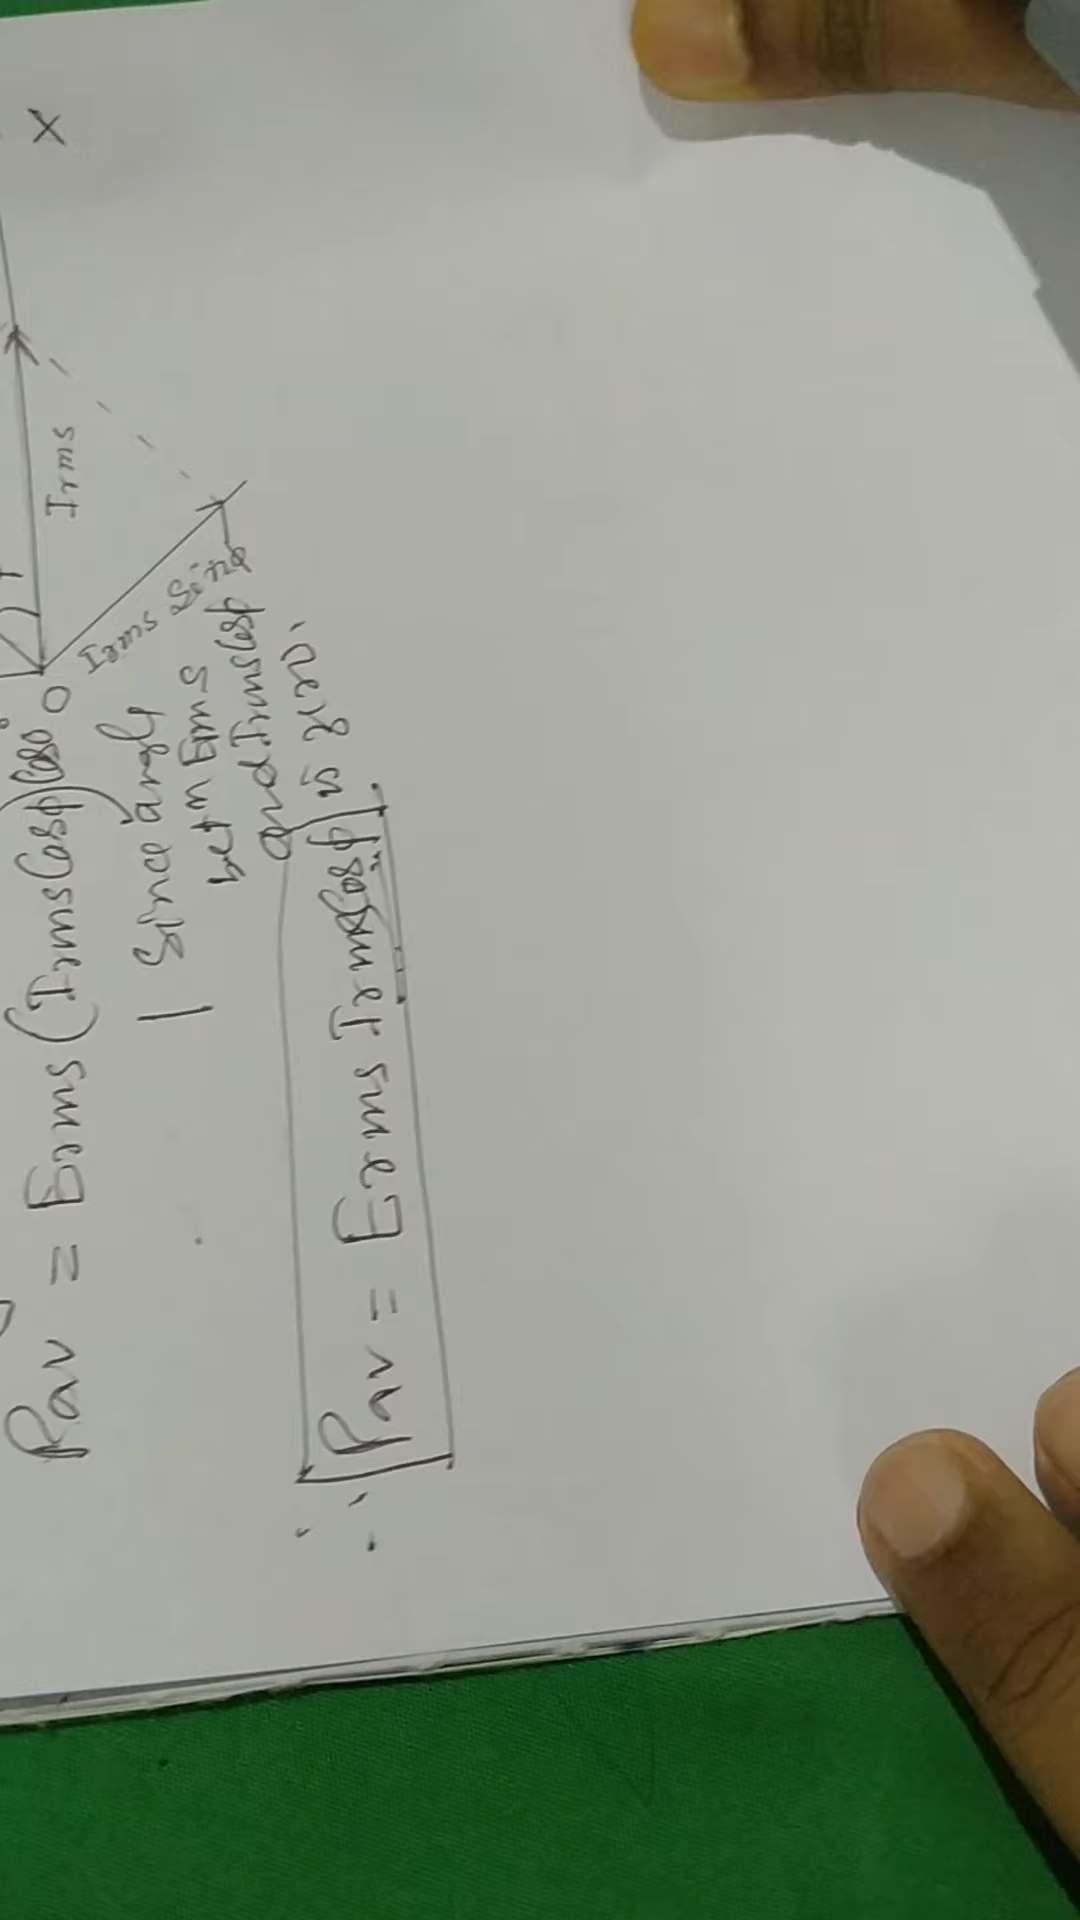 X
Irms
Irms Sinφ
O
Pav = Erms (Irms Cosφ) Cos0
| Since angle
betn Erms
and Irms Cosφ
is zero.
∴ Pav = Erms Irms Cosφ